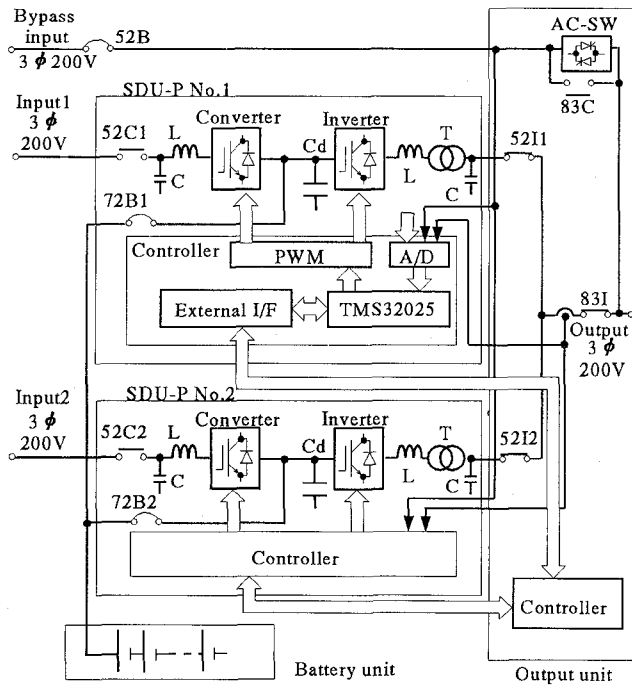 Bypass
input
3 ϕ 200V
52B
AC-SW
83C
SDU-P No.1
Input1
3 ϕ
200V
52C1
L
C
Converter
Cd
Inverter
L
T
C
52I1
72B1
Controller
PWM
A/D
External I/F
TMS32025
83I
Output
3 ϕ
200V
SDU-P No.2
Input2
3 ϕ
200V
52C2
L
C
Converter
Cd
Inverter
L
T
C
52I2
72B2
Controller
Controller
Battery unit
Output unit